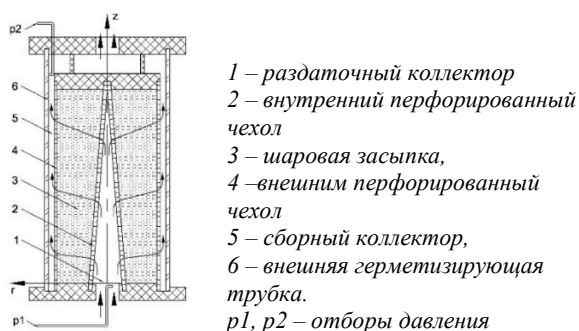 p2
z
6
5
4
3
2
1
r
p1
1 – раздаточный коллектор
2 – внутренний перфорированный
чехол
3 – шаровая засыпка,
4 –внешним перфорированный
чехол
5 – сборный коллектор,
6 – внешняя герметизирующая
трубка.
p1, p2 – отборы давления